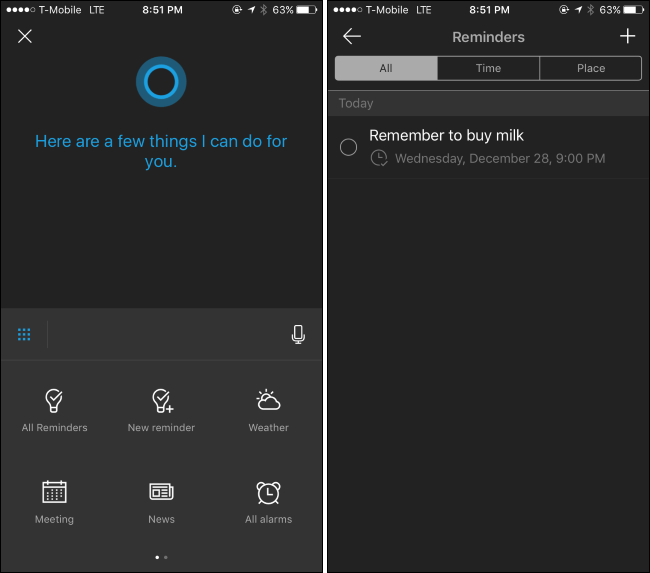 T-Mobile LTE 8:51 PM 63%
Here are a few things I can do for
you.
All Reminders New reminder Weather
Meeting News All alarms
T-Mobile LTE 8:51 PM 63%
Reminders
All Time Place
Today
Remember to buy milk
Wednesday, December 28, 9:00 PM